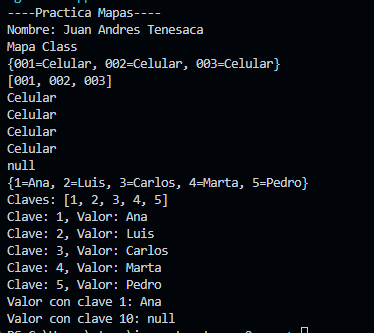 ----Practica Mapas----
Nombre: Juan Andres Tenesaca
Mapa Class
{001=Celular, 002=Celular, 003=Celular}
[001, 002, 003]
Celular
Celular
Celular
Celular
null
{1=Ana, 2=Luis, 3=Carlos, 4=Marta, 5=Pedro}
Claves: [1, 2, 3, 4, 5]
Clave: 1, Valor: Ana
Clave: 2, Valor: Luis
Clave: 3, Valor: Carlos
Clave: 4, Valor: Marta
Clave: 5, Valor: Pedro
Valor con clave 1: Ana
Valor con clave 10: null